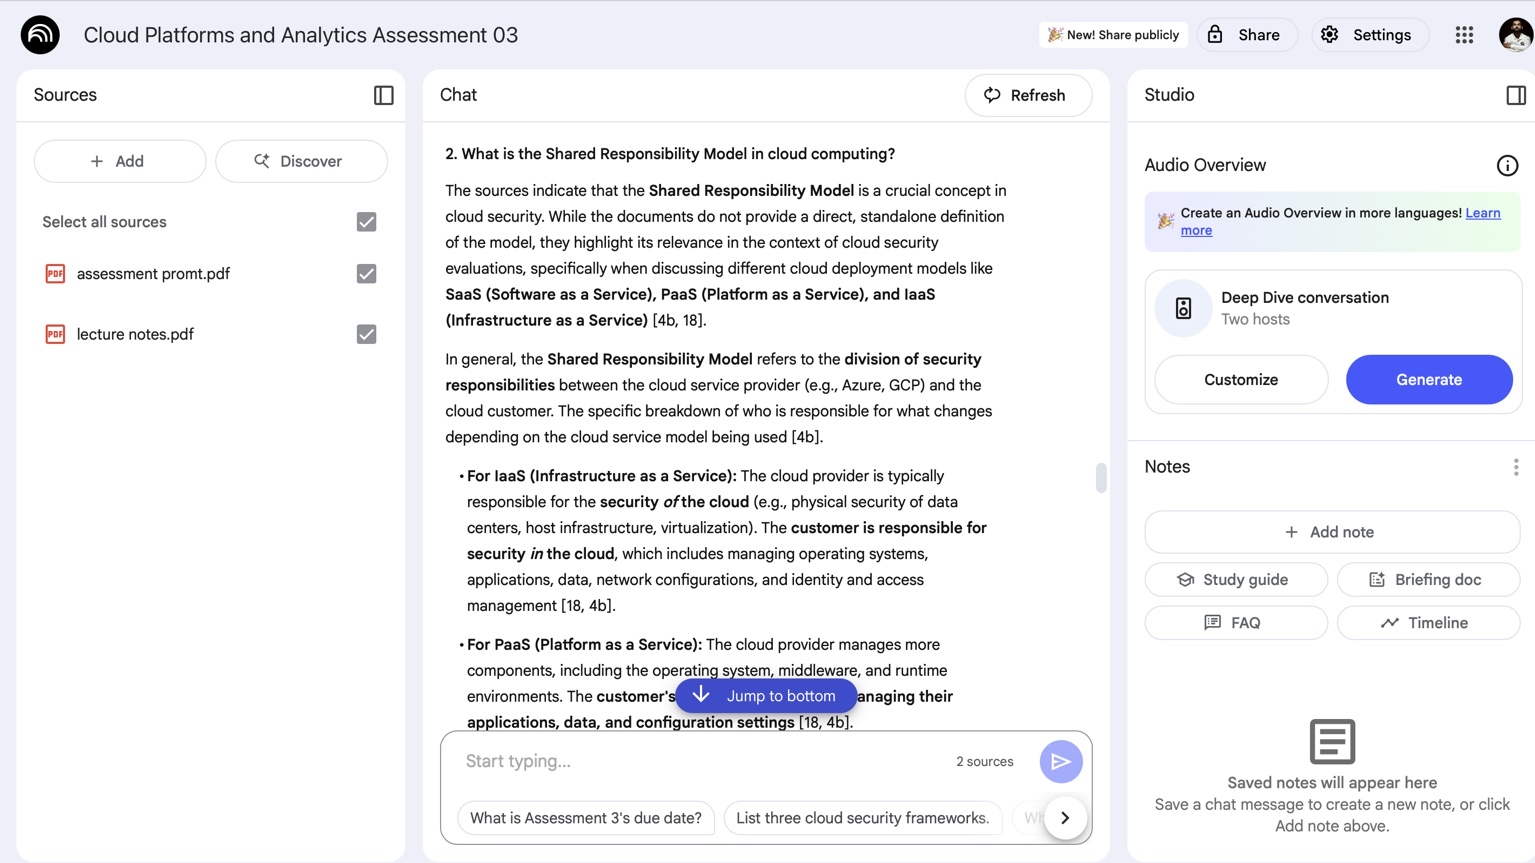 Cloud Platforms and Analytics Assessment 03
New! Share publicly
Share
Settings
Sources
Add
Discover
Select all sources
PDF assessment promt.pdf
PDF lecture notes.pdf
Chat
Refresh
2. What is the Shared Responsibility Model in cloud computing?
The sources indicate that the Shared Responsibility Model is a crucial concept in
cloud security. While the documents do not provide a direct, standalone definition
of the model, they highlight its relevance in the context of cloud security
evaluations, specifically when discussing different cloud deployment models like
SaaS (Software as a Service), PaaS (Platform as a Service), and IaaS
(Infrastructure as a Service) [4b, 18].
In general, the Shared Responsibility Model refers to the division of security
responsibilities between the cloud service provider (e.g., Azure, GCP) and the
cloud customer. The specific breakdown of who is responsible for what changes
depending on the cloud service model being used [4b].
• For IaaS (Infrastructure as a Service): The cloud provider is typically
responsible for the security of the cloud (e.g., physical security of data
centers, host infrastructure, virtualization). The customer is responsible for
security in the cloud, which includes managing operating systems,
applications, data, network configurations, and identity and access
management [18, 4b].
• For PaaS (Platform as a Service): The cloud provider manages more
components, including the operating system, middleware, and runtime
environments. The customer's anaging their
Jump to bottom
applications, data, and configuration settings [18, 4b].
Start typing...
2 sources
What is Assessment 3's due date?
List three cloud security frameworks.
Studio
Audio Overview
Create an Audio Overview in more languages! Learn
more
Deep Dive conversation
Two hosts
Customize
Generate
Notes
Add note
Study guide
Briefing doc
FAQ
Timeline
Saved notes will appear here
Save a chat message to create a new note, or click
Add note above.